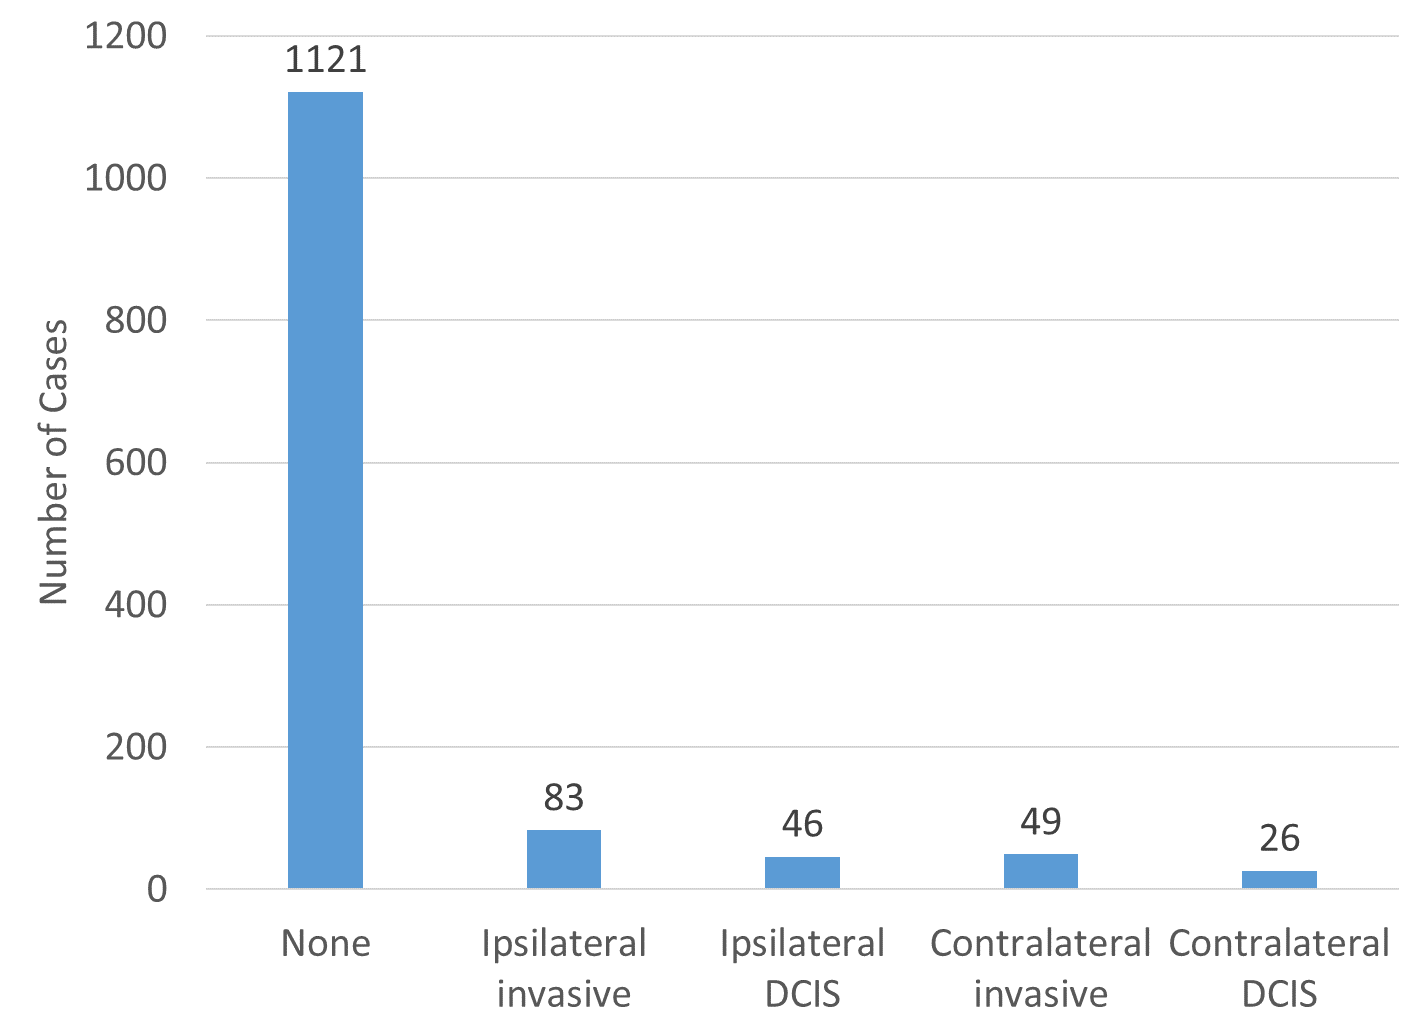 1200
1121
1000
800
600
400
200
0
Number of Cases
83
46
49
26
None
Ipsilateral
invasive
Ipsilateral
DCIS
Contralateral
invasive
Contralateral
DCIS